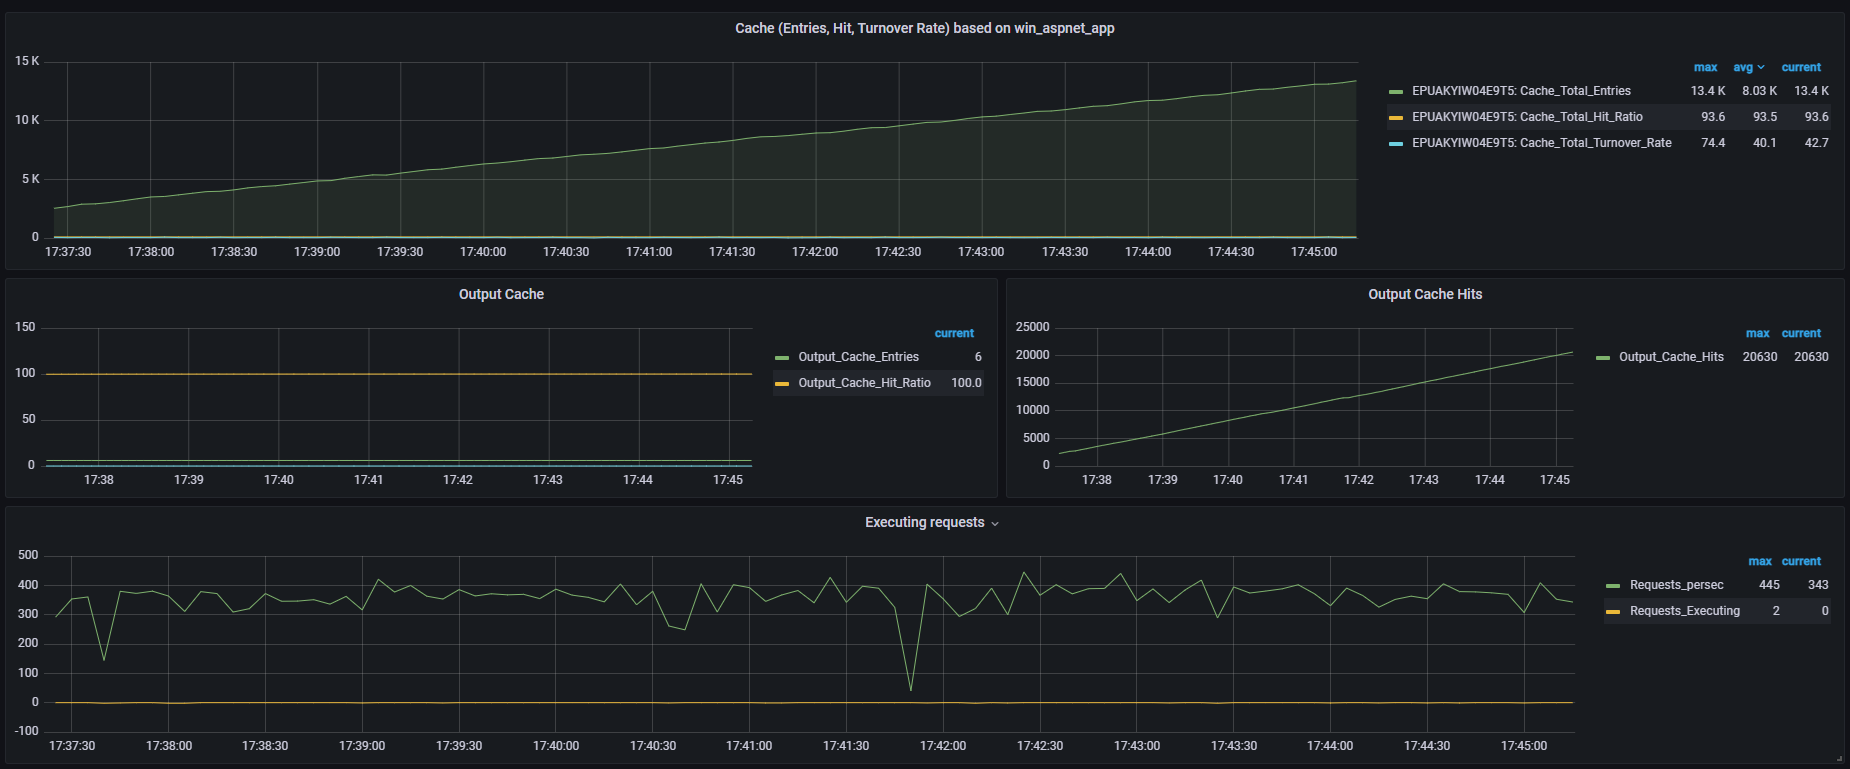 Cache (Entries, Hit, Turnover Rate) based on win_aspnet_app
15 K
10 K
5 K
0
17:37:30 17:38:00 17:38:30 17:39:00 17:39:30 17:40:00 17:40:30 17:41:00 17:41:30 17:42:00 17:42:30 17:43:00 17:43:30 17:44:00 17:44:30 17:45:00
max avg current
EPUAKYIW04E9T5: Cache_Total_Entries 13.4 K 8.03 K 13.4 K
EPUAKYIW04E9T5: Cache_Total_Hit_Ratio 93.6 93.5 93.6
EPUAKYIW04E9T5: Cache_Total_Turnover_Rate 74.4 40.1 42.7
Output Cache
150
100
50
0
17:38 17:39 17:40 17:41 17:42 17:43 17:44 17:45
current
Output_Cache_Entries 6
Output_Cache_Hit_Ratio 100.0
Output Cache Hits
25000
20000
15000
10000
5000
0
17:38 17:39 17:40 17:41 17:42 17:43 17:44 17:45
max current
Output_Cache_Hits 20630 20630
Executing requests
500
400
300
200
100
0
-100
17:37:30 17:38:00 17:38:30 17:39:00 17:39:30 17:40:00 17:40:30 17:41:00 17:41:30 17:42:00 17:42:30 17:43:00 17:43:30 17:44:00 17:44:30 17:45:00
max current
Requests_persec 445 343
Requests_Executing 2 0